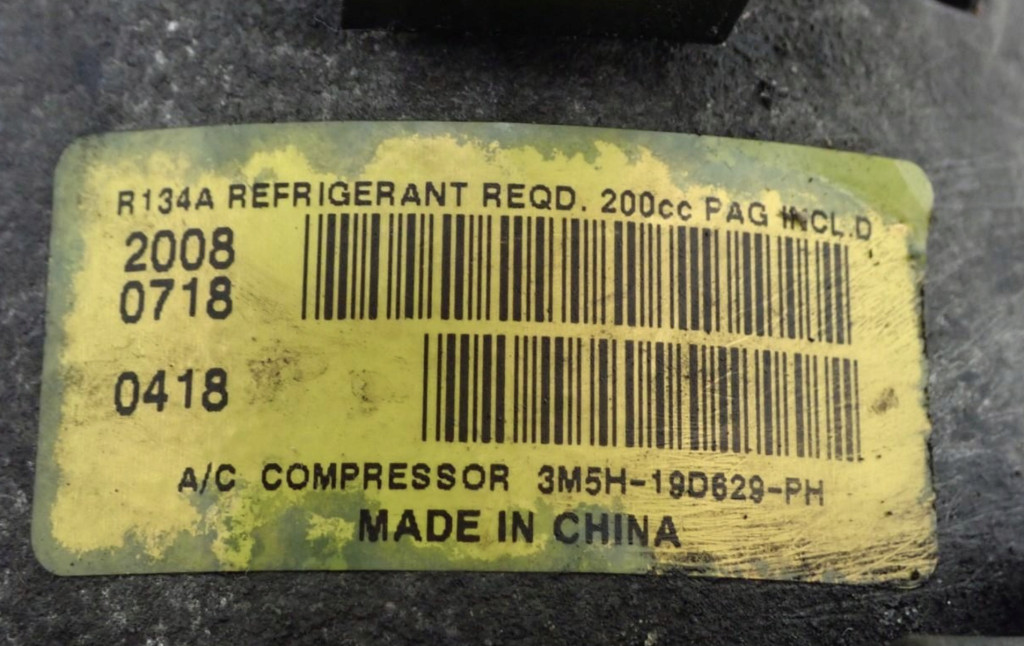 R134A REFRIGERANT REQD. 200cc PAG INCL.D
2008
0718
0418
A/C COMPRESSOR 3M5H-19D629-PH
MADE IN CHINA